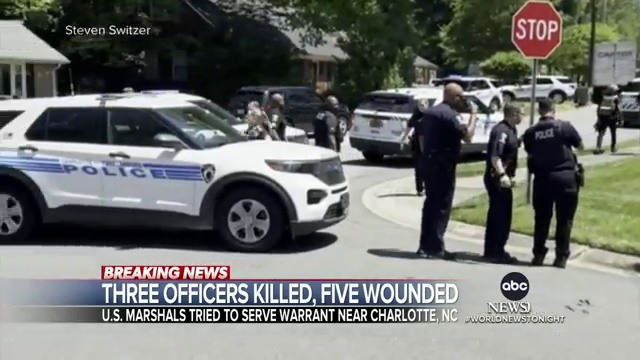 Steven Switzer
STOP
POLICE
POLICE
BREAKING NEWS
THREE OFFICERS KILLED, FIVE WOUNDED
U.S. MARSHALS TRIED TO SERVE WARRANT NEAR CHARLOTTE, NC
abc
NEWS
#WORLDNEWSTONIGHT